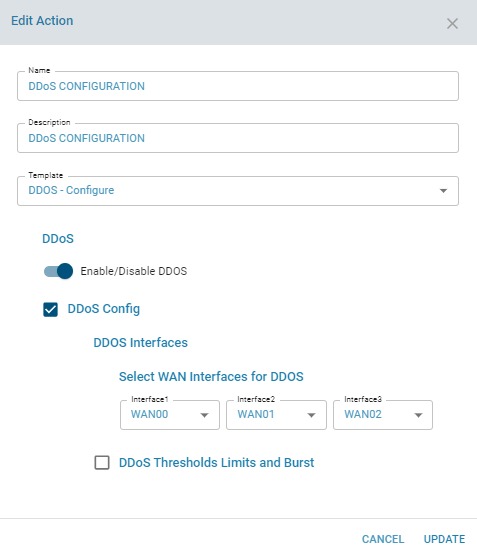 Edit Action
Name
DDoS CONFIGURATION
Description
DDoS CONFIGURATION
Template
DDOS - Configure
DDoS
Enable/Disable DDOS
DDoS Config
DDOS Interfaces
Select WAN Interfaces for DDOS
Interface1 Interface2 Interface3
WAN00 WAN01 WAN02
DDoS Thresholds Limits and Burst
CANCEL UPDATE